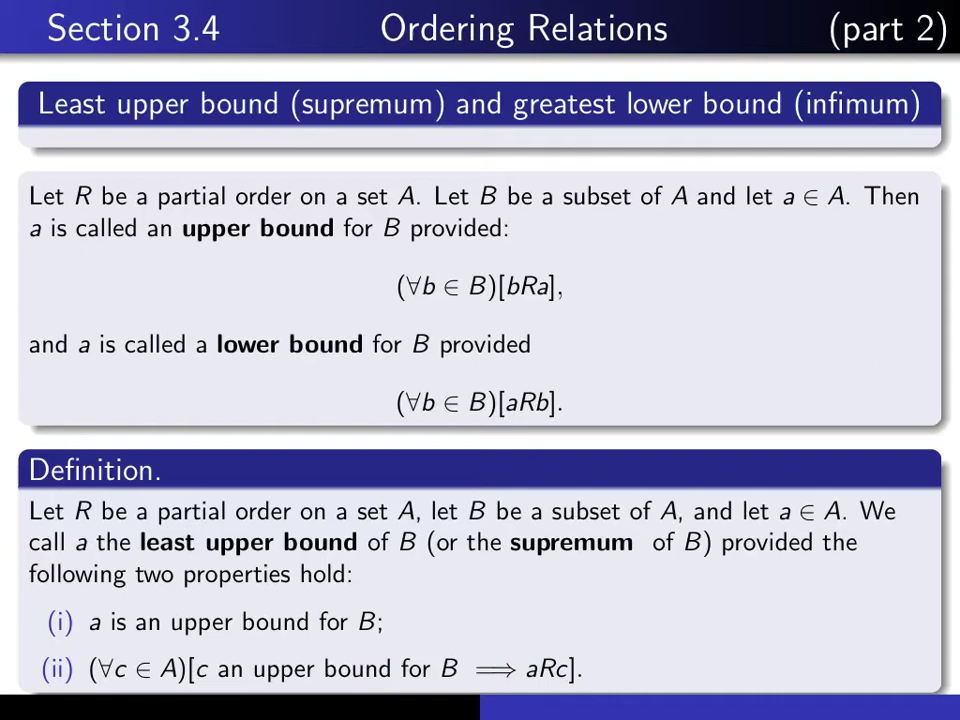 Section 3.4 Ordering Relations (part 2)
Least upper bound (supremum) and greatest lower bound (infimum)
Let R be a partial order on a set A. Let B be a subset of A and let a ∈ A. Then
a is called an upper bound for B provided:
(∀b ∈ B)[bRa],
and a is called a lower bound for B provided
(∀b ∈ B)[aRb].
Definition.
Let R be a partial order on a set A, let B be a subset of A, and let a ∈ A. We
call a the least upper bound of B (or the supremum of B) provided the
following two properties hold:
(i) a is an upper bound for B;
(ii) (∀c ∈ A)[c an upper bound for B ⟹ aRc].